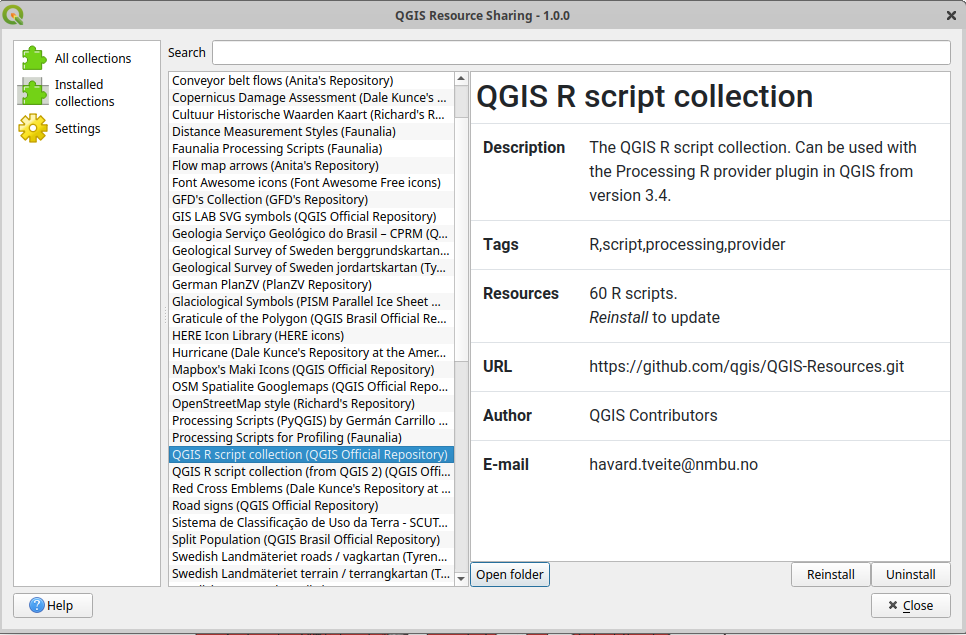 QGIS Resource Sharing - 1.0.0
All collections
Installed
collections
Settings
Search
Conveyor belt flows (Anita's Repository)
Copernicus Damage Assessment (Dale Kunce's ...
Cultuur Historische Waarden Kaart (Richard's R...
Distance Measurement Styles (Faunalia)
Faunalia Processing Scripts (Faunalia)
Flow map arrows (Anita's Repository)
Font Awesome icons (Font Awesome Free icons)
GFD's Collection (GFD's Repository)
GIS LAB SVG symbols (QGIS Official Repository)
Geologia Serviço Geológico do Brasil – CPRM (Q...
Geological Survey of Sweden berggrundskartan...
Geological Survey of Sweden jordartskartan (Ty...
German PlanZV (PlanZV Repository)
Glaciological Symbols (PISM Parallel Ice Sheet ...
Graticule of the Polygon (QGIS Brasil Official Re...
HERE Icon Library (HERE icons)
Hurricane (Dale Kunce's Repository at the Amer...
Mapbox's Maki Icons (QGIS Official Repository)
OSM Spatialite Googlemaps (QGIS Official Repo...
OpenStreetMap style (Richard's Repository)
Processing Scripts (PyQGIS) by Germán Carrillo ...
Processing Scripts for Profiling (Faunalia)
QGIS R script collection (QGIS Official Repository)
QGIS R script collection (from QGIS 2) (QGIS Offi...
Red Cross Emblems (Dale Kunce's Repository at ...
Road signs (QGIS Official Repository)
Sistema de Classificação de Uso da Terra - SCUT...
Split Population (QGIS Brasil Official Repository)
Swedish Landmäteriet roads / vagkartan (Tyren...
Swedish Landmäteriet terrain / terrangkartan (T...
QGIS R script collection
Description The QGIS R script collection. Can be used with
the Processing R provider plugin in QGIS from
version 3.4.
Tags R,script,processing,provider
Resources 60 R scripts.
Reinstall to update
URL https://github.com/qgis/QGIS-Resources.git
Author QGIS Contributors
E-mail havard.tveite@nmbu.no
Open folder Reinstall Uninstall
Help Close